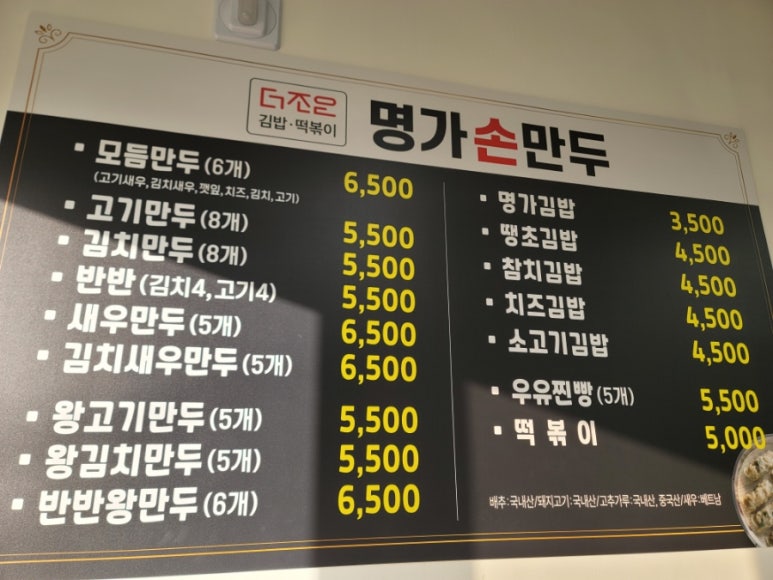 더조은
김밥·떡볶이
명가손만두
▪ 모듬만두(6개) 6,500
(고기새우, 김치새우, 깻잎, 치즈, 김치, 고기)
▪ 고기만두(8개) 5,500
▪ 김치만두(8개) 5,500
▪ 반반(김치4,고기4) 5,500
▪ 새우만두(5개) 6,500
▪ 김치새우만두(5개) 6,500
▪ 왕고기만두(5개) 5,500
▪ 왕김치만두(5개) 5,500
▪ 반반왕만두(6개) 6,500
▪ 명가김밥 3,500
▪ 땡초김밥 4,500
▪ 참치김밥 4,500
▪ 치즈김밥 4,500
▪ 소고기김밥 4,500
▪ 우유찐빵(5개) 5,500
▪ 떡 볶 이 5,000
배추:국내산/돼지고기:국내산/고추가루:국내산, 중국산/새우:베트남